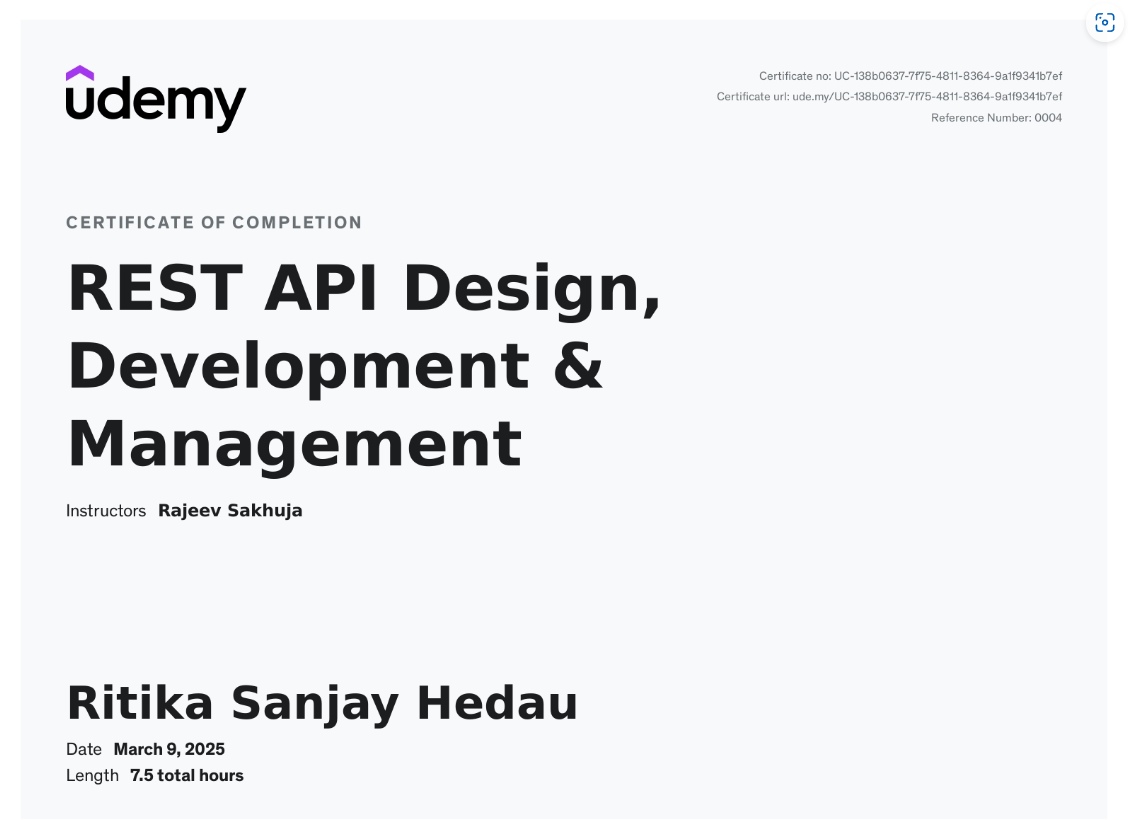 udemy
Certificate no: UC-138b0637-7f75-4811-8364-9a1f9341b7ef
Certificate url: ude.my/UC-138b0637-7f75-4811-8364-9a1f9341b7ef
Reference Number: 0004
CERTIFICATE OF COMPLETION
REST API Design,
Development &
Management
Instructors Rajeev Sakhuja
Ritika Sanjay Hedau
Date March 9, 2025
Length 7.5 total hours